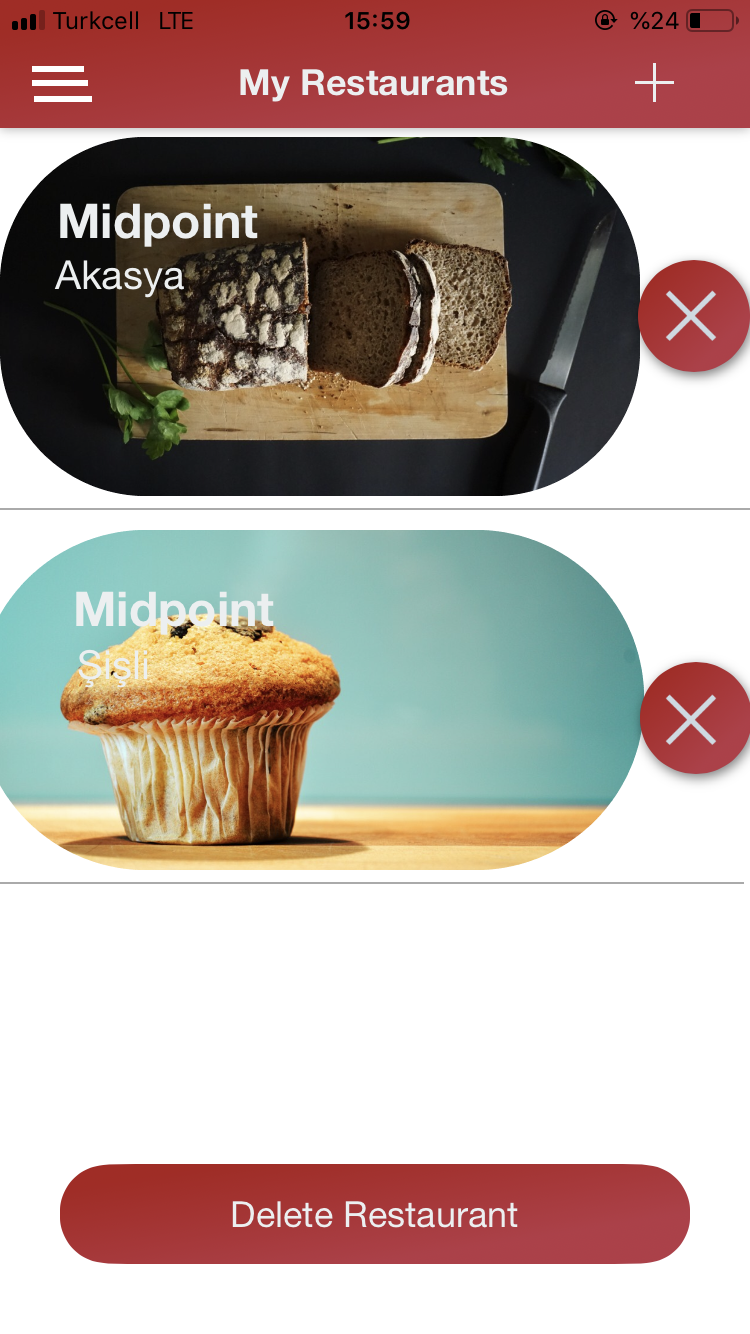 Turkcell LTE 15:59 %24
My Restaurants
Midpoint
Akasya
Midpoint
Şişli
Delete Restaurant